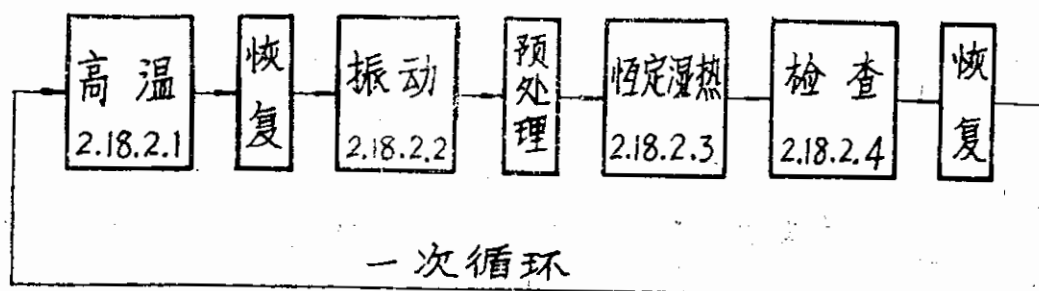 高温
2.18.2.1
恢复
振动
2.18.2.2
预处理
恆定湿热
2.18.2.3
检查
2.18.2.4
恢复
一次循环